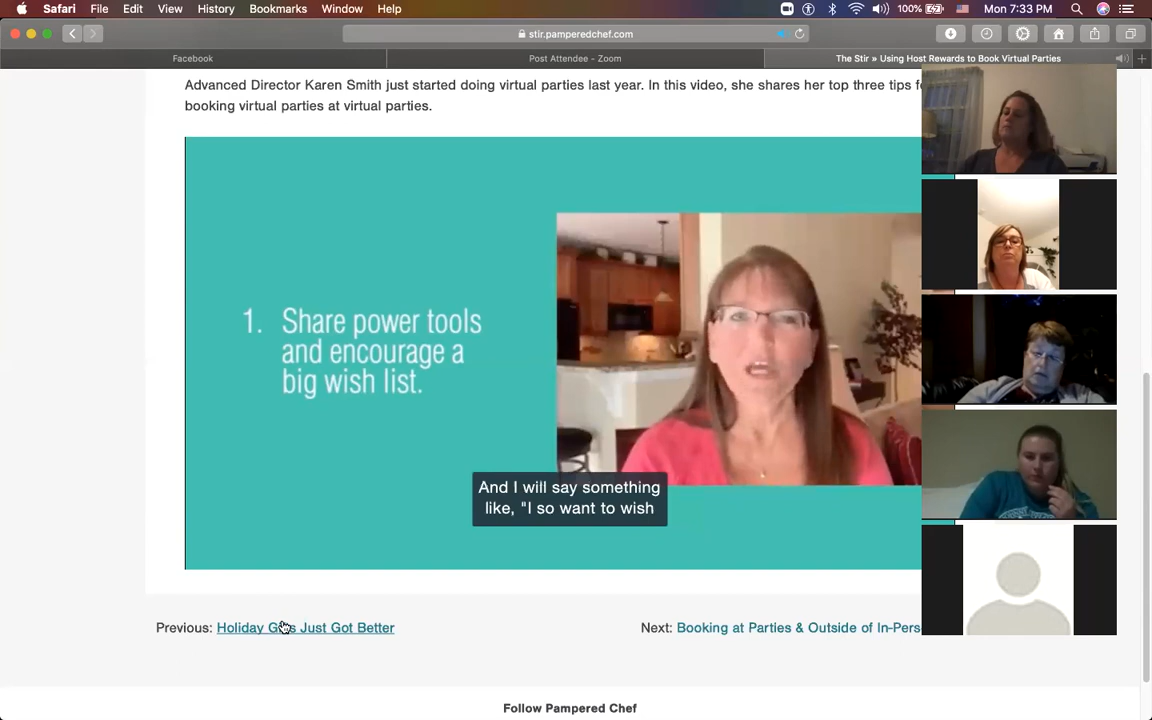 Safari File Edit View History Bookmarks Window Help 100% Mon 7:33 PM
stir.pamperedchef.com
Facebook Post Attendee - Zoom The Stir » Using Host Rewards to Book Virtual Parties
Advanced Director Karen Smith just started doing virtual parties last year. In this video, she shares her top three tips
booking virtual parties at virtual parties.
1. Share power tools
and encourage a
big wish list.
And I will say something
like, "I so want to wish
Previous: Holiday Just Got Better Next: Booking at Parties & Outside of In-Pers
Follow Pampered Chef